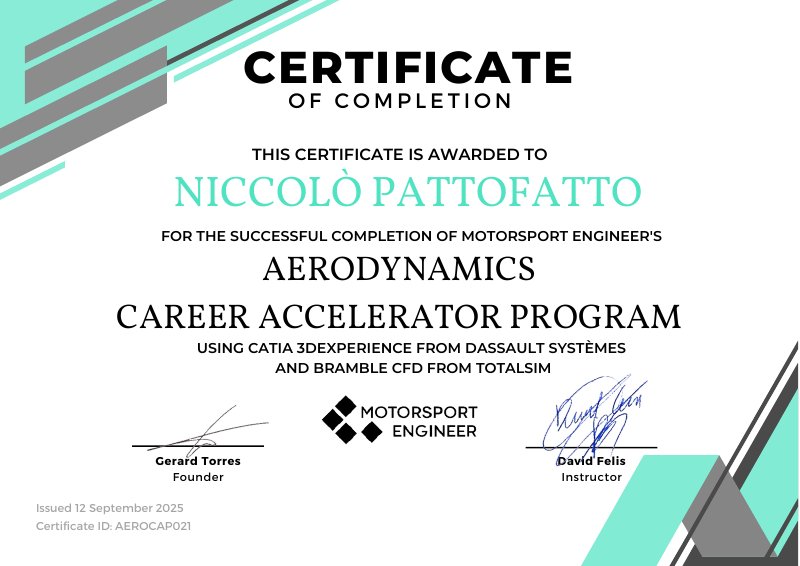 CERTIFICATE
OF COMPLETION
THIS CERTIFICATE IS AWARDED TO
NICCOLÒ PATTOFATTO
FOR THE SUCCESSFUL COMPLETION OF MOTORSPORT ENGINEER'S
AERODYNAMICS
CAREER ACCELERATOR PROGRAM
USING CATIA 3DEXPERIENCE FROM DASSAULT SYSTÈMES
AND BRAMBLE CFD FROM TOTALSIM
MOTORSPORT
ENGINEER
Gerard Torres
Founder
David Felis
Instructor
Issued 12 September 2025
Certificate ID: AEROCAP021